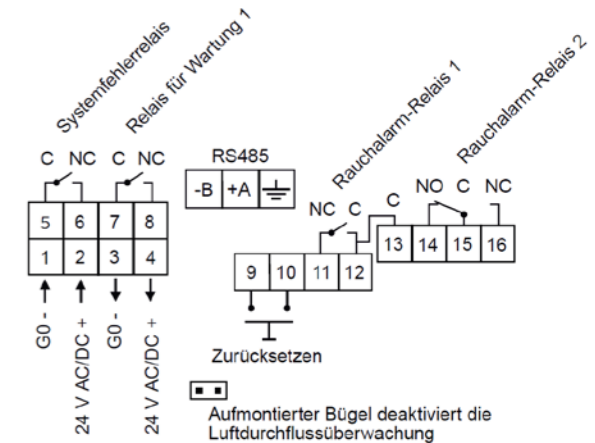 Systemfehlerrelais
Relais für Wartung 1
Rauchalarm-Relais 1
Rauchalarm-Relais 2
C NC C NC
RS485
-B +A
NC C
C
NO C NC
5 6 7 8
1 2 3 4
9 10 11 12
13 14 15 16
G0 -
24 V AC/DC +
G0 -
24 V AC/DC +
Zurücksetzen
Aufmontierter Bügel deaktiviert die
Luftdurchflussüberwachung